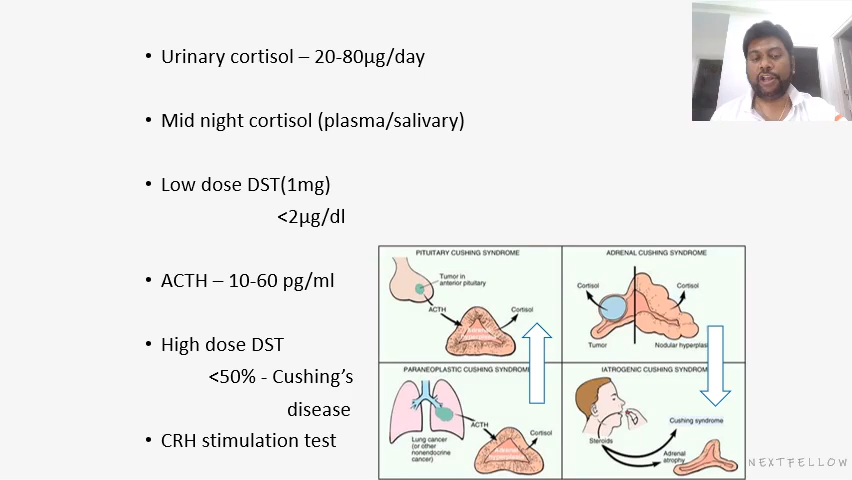 • Urinary cortisol – 20-80µg/day
• Mid night cortisol (plasma/salivary)
• Low dose DST(1mg)
<2µg/dl
• ACTH – 10-60 pg/ml
• High dose DST
<50% - Cushing's
disease
• CRH stimulation test
PITUITARY CUSHING SYNDROME
Tumor in
anterior pituitary
ACTH
Cortisol
ADRENAL CUSHING SYNDROME
Cortisol
Cortisol
Tumor
Nodular hyperplas
PARANEOPLASTIC CUSHING SYNDROME
ACTH
Cortisol
Lung cancer
(or other
nonendocrine
cancer)
Adrenal
IATROGENIC CUSHING SYNDROME
Cushing syndrome
Steroids
Adrenal
atrophy
NEXTFELLOW